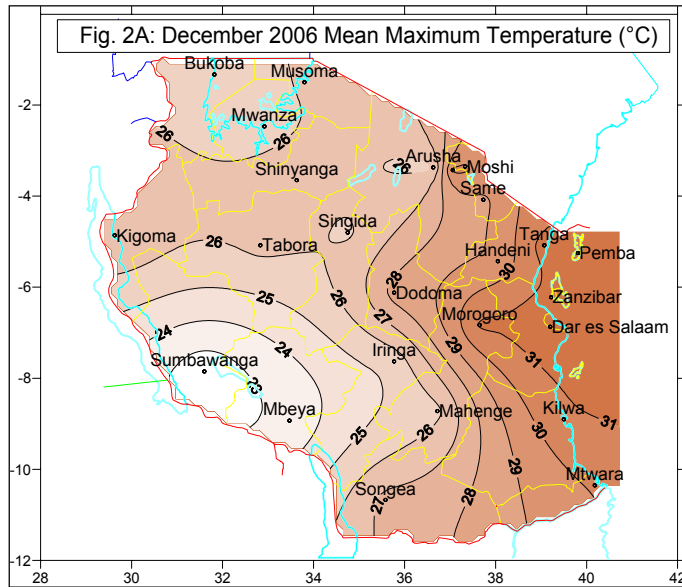 Fig. 2A: December 2006 Mean Maximum Temperature (°C)
Bukoba
Musoma
-2
Mwanza
26
26
Arusha
26
Moshi
Shinyanga
-4
Same
Singida
Kigoma
26
Tabora
Tanga
Handeni
Pemba
30
28
25
26
-6
Dodoma
Zanzibar
27
Morogoro
24
24
Dar es Salaam
29
Sumbawanga
Iringa
31
-8
23
Mbeya
25
26
Mahenge
Kilwa
31
30
-10
29
Songea
27
28
Mtwara
-12
28
30
32
34
36
38
40
42